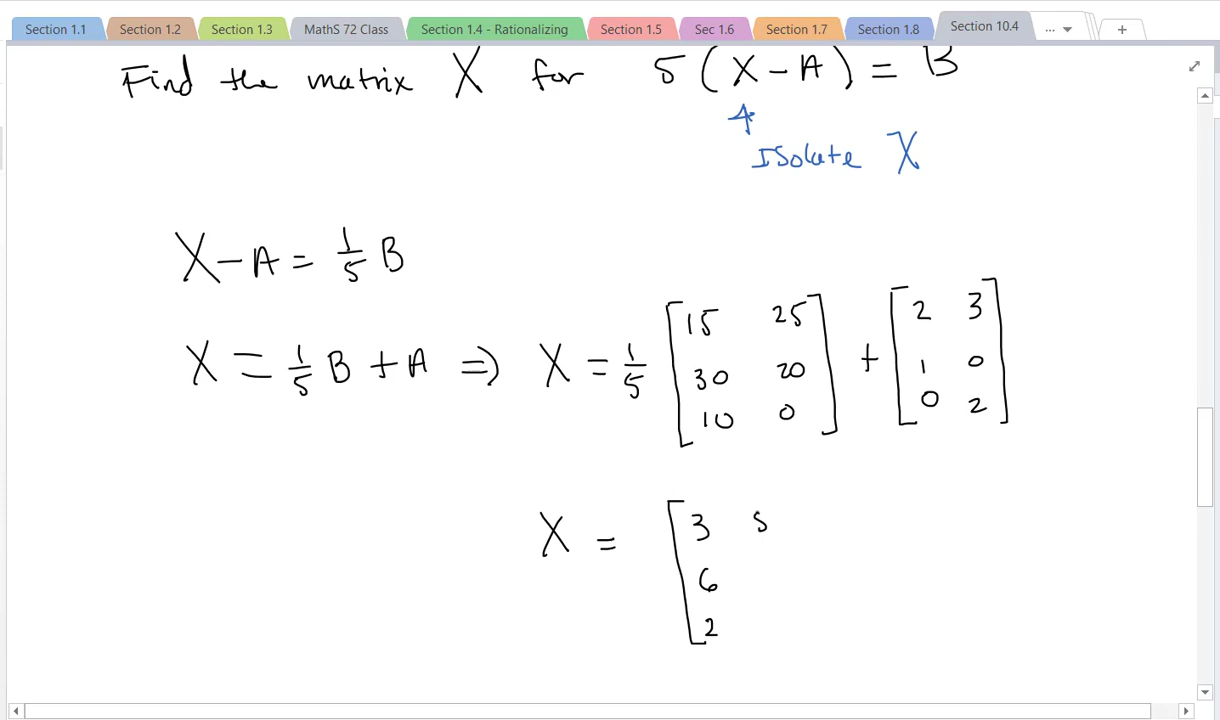 Section 1.1 Section 1.2 Section 1.3 MathS 72 Class Section 1.4 - Rationalizing Section 1.5 Sec 1.6 Section 1.7 Section 1.8 Section 10.4 ... +
Find the matrix X for 5(X-A) = B
Isolate X
X-A = 1/5 B
X = 1/5 B + A ⇒ X = 1/5 [15 25; 30 20; 10 0] + [2 3; 1 0; 0 2]
X = [3 5
6
2